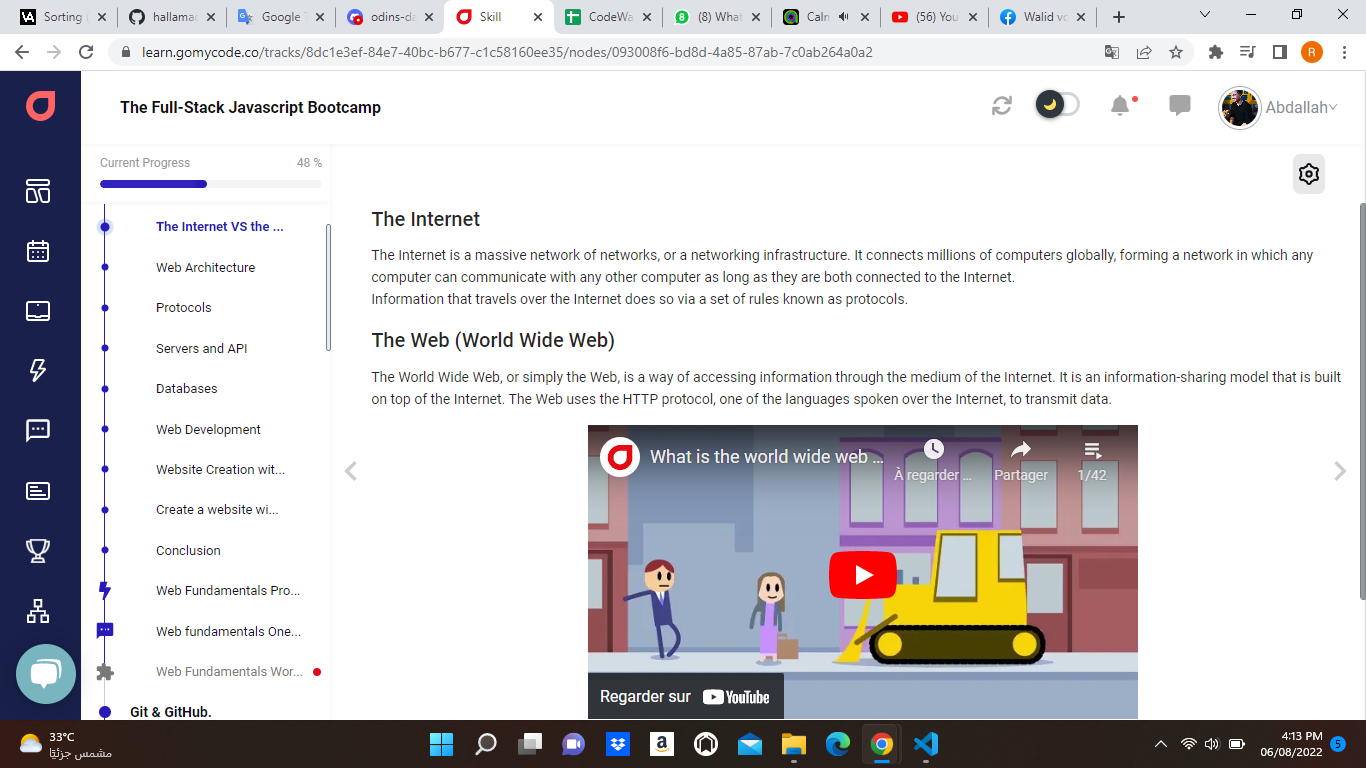 Sorting
hallamad
Google T
odins-da
Skill
CodeWa
(8) What
Calm
(56) You
Walid vo
learn.gomycode.co/tracks/8dc1e3ef-84e7-40bc-b677-c1c58160ee35/nodes/093008f6-bd8d-4a85-87ab-7c0ab264a0a2
R
The Full-Stack Javascript Bootcamp
Abdallah
Current Progress
48 %
The Internet VS the ...
Web Architecture
Protocols
Servers and API
Databases
Web Development
Website Creation wit...
Create a website wi...
Conclusion
Web Fundamentals Pro...
Web fundamentals One...
Web Fundamentals Wor...
Git & GitHub.
The Internet
The Internet is a massive network of networks, or a networking infrastructure. It connects millions of computers globally, forming a network in which any
computer can communicate with any other computer as long as they are both connected to the Internet.
Information that travels over the Internet does so via a set of rules known as protocols.
The Web (World Wide Web)
The World Wide Web, or simply the Web, is a way of accessing information through the medium of the Internet. It is an information-sharing model that is built
on top of the Internet. The Web uses the HTTP protocol, one of the languages spoken over the Internet, to transmit data.
What is the world wide web ...
À regarder ...
Partager
1/42
Regarder sur YouTube
33°C
مشمس جزئيًا
4:13 PM
06/08/2022
5